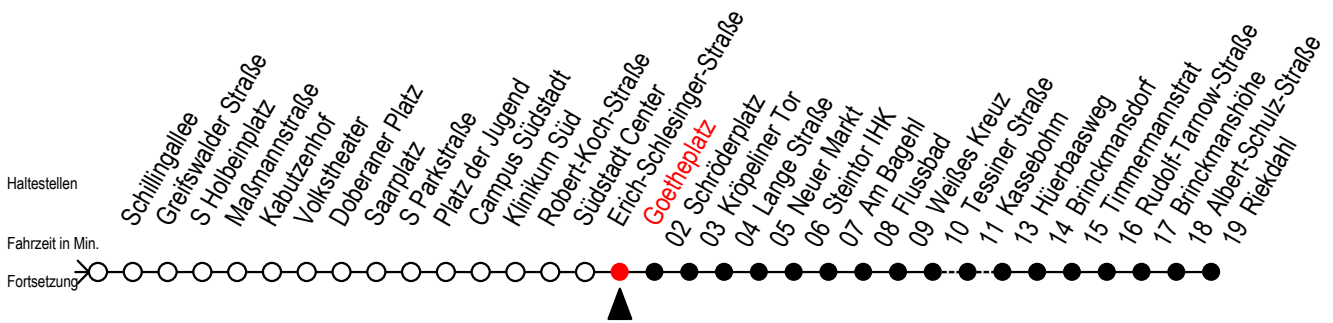 Haltestellen
Fahrzeit in Min.
Fortsetzung
Schillingallee
Greifswalder Straße
S Holbeinplatz
Maßmannstraße
Kabutzenhof
Volkstheater
Doberaner Platz
Saarplatz
S Parkstraße
Platz der Jugend
Campus Südstadt
Klinikum Süd
Robert-Koch-Straße
Südstadt Center
Erich-Schlesinger-Straße
Goetheplatz
02 Schröderplatz
03 Kröpeliner Tor
04 Lange Straße
05 Neuer Markt
06 Steintor IHK
07 Am Bagehl
08 Flussbad
09 Weißes Kreuz
10 Tessiner Straße
11 Kassebohm
13 Hüerbaasweg
14 Brinckmansdorf
15 Timmermannstrat
16 Rudolf-Tarnow-Straße
17 Brinckmanshöhe
18 Albert-Schulz-Straße
19 Riekdahl